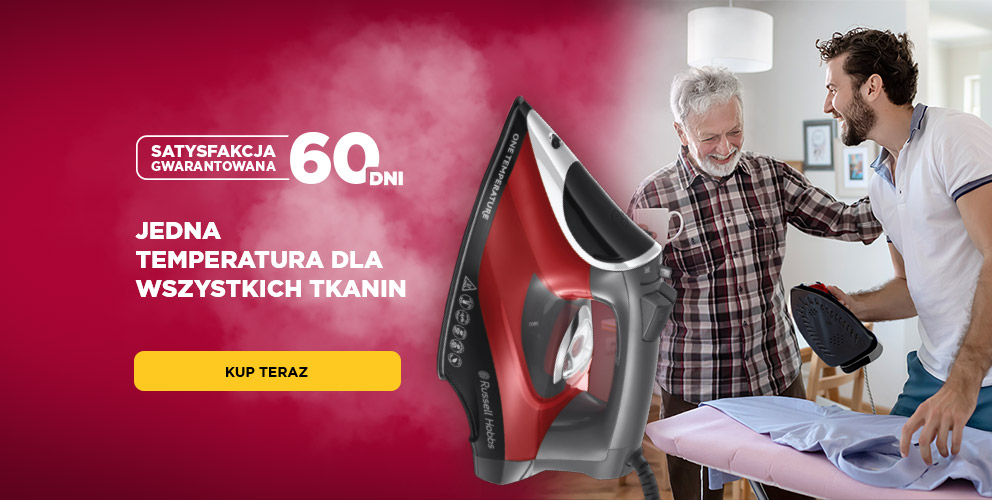 SATYSFAKCJA
GWARANTOWANA
60
DNI
JEDNA
TEMPERATURA DLA
WSZYSTKICH TKANIN
KUP TERAZ
ONE TEMPERATURE
Russell Hobbs